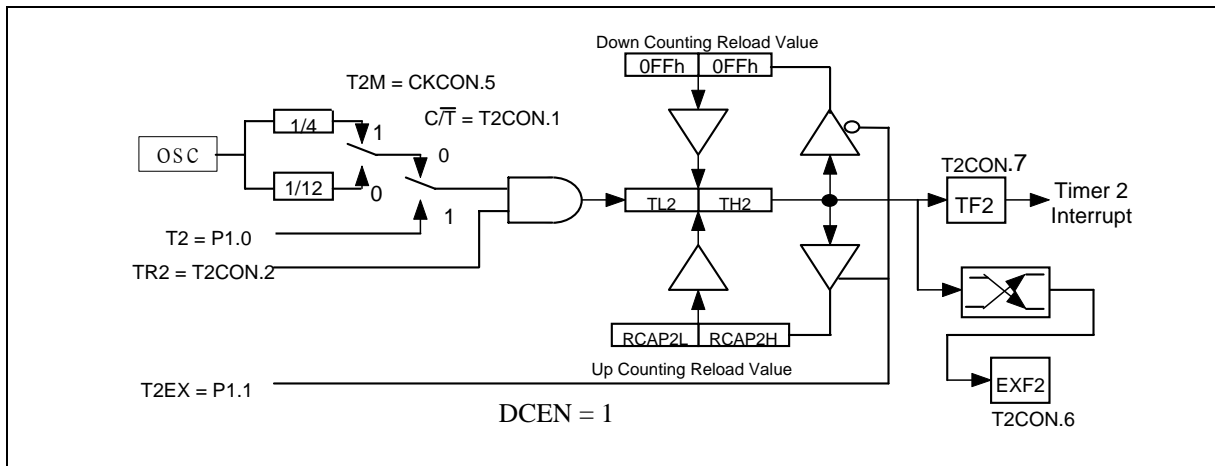 Down Counting Reload Value
0FFh 0FFh
T2M = CKCON.5
C/T̅ = T2CON.1
1/4
1
OSC
0
1/12
0
1
T2CON.7
TL2 TH2
TF2
Timer 2
Interrupt
T2 = P1.0
TR2 = T2CON.2
RCAP2L RCAP2H
Up Counting Reload Value
T2EX = P1.1
EXF2
DCEN = 1
T2CON.6